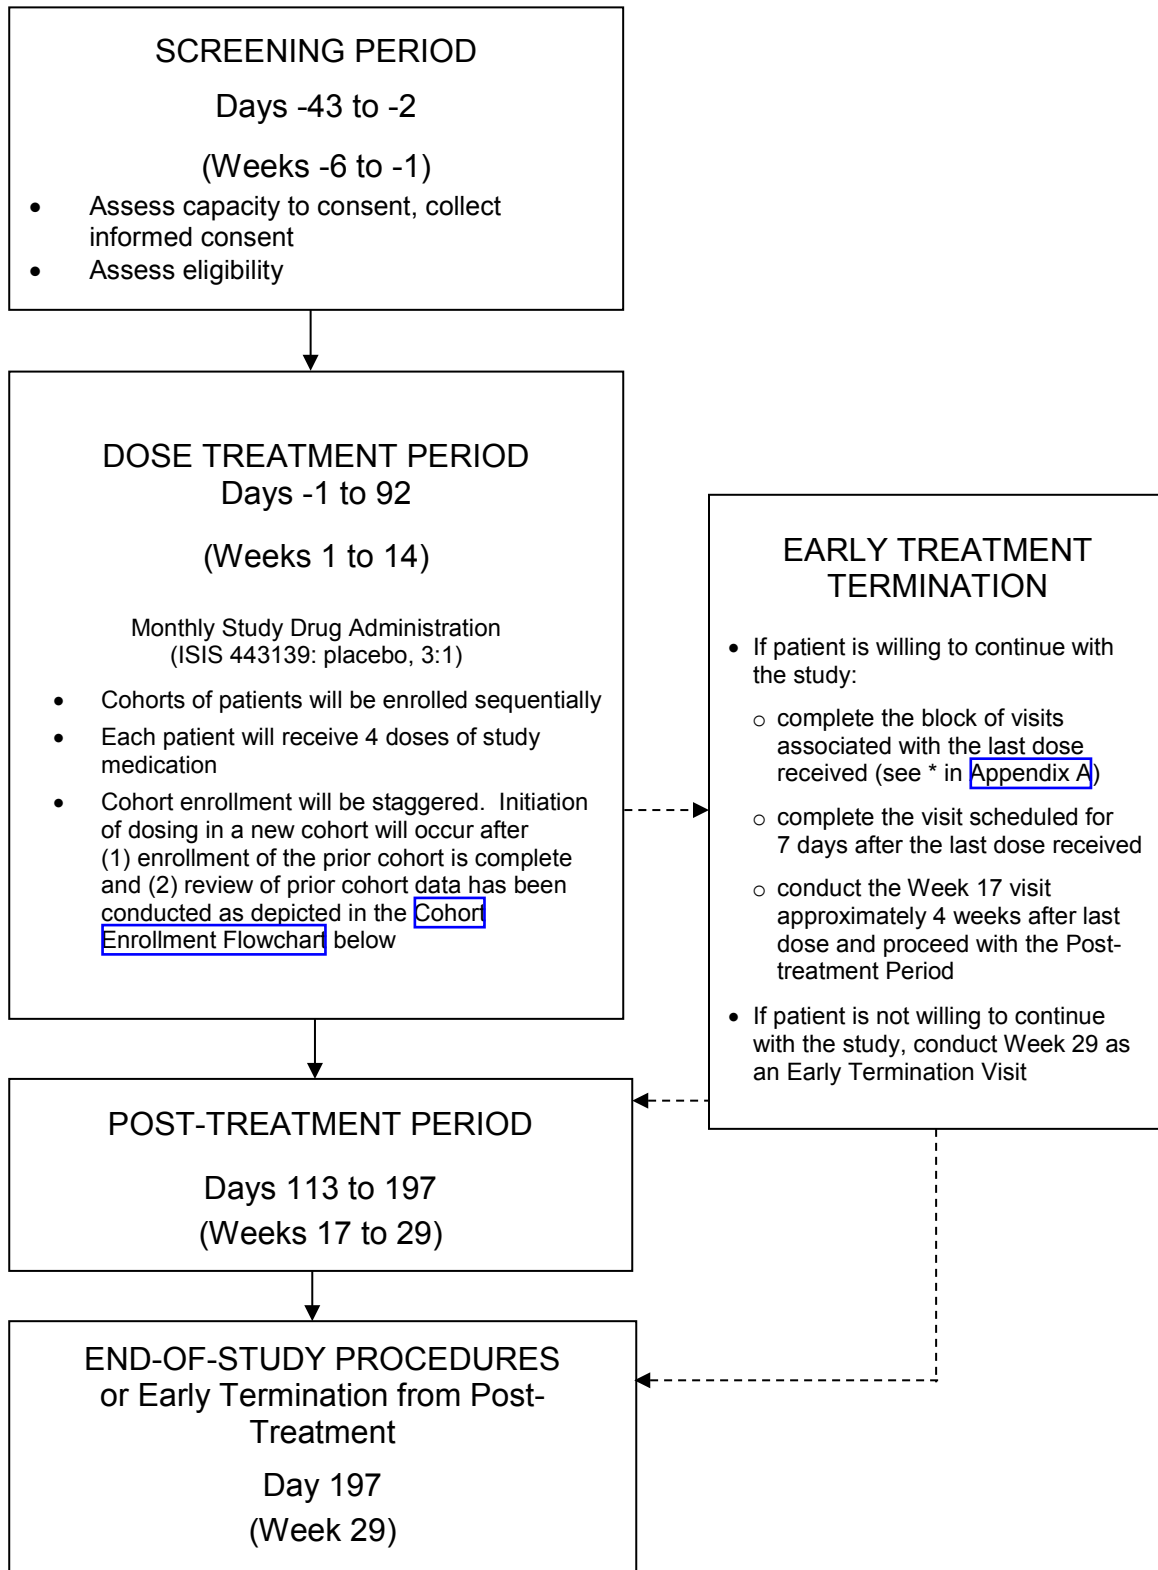 SCREENING PERIOD
Days -43 to -2
(Weeks -6 to -1)
• Assess capacity to consent, collect
informed consent
• Assess eligibility
DOSE TREATMENT PERIOD
Days -1 to 92
(Weeks 1 to 14)
Monthly Study Drug Administration
(ISIS 443139: placebo, 3:1)
• Cohorts of patients will be enrolled sequentially
• Each patient will receive 4 doses of study
medication
• Cohort enrollment will be staggered. Initiation
of dosing in a new cohort will occur after
(1) enrollment of the prior cohort is complete
and (2) review of prior cohort data has been
conducted as depicted in the Cohort
Enrollment Flowchart below
EARLY TREATMENT
TERMINATION
• If patient is willing to continue with
the study:
o complete the block of visits
associated with the last dose
received (see * in Appendix A)
o complete the visit scheduled for
7 days after the last dose received
o conduct the Week 17 visit
approximately 4 weeks after last
dose and proceed with the Post-
treatment Period
• If patient is not willing to continue
with the study, conduct Week 29 as
an Early Termination Visit
POST-TREATMENT PERIOD
Days 113 to 197
(Weeks 17 to 29)
END-OF-STUDY PROCEDURES
or Early Termination from Post-
Treatment
Day 197
(Week 29)